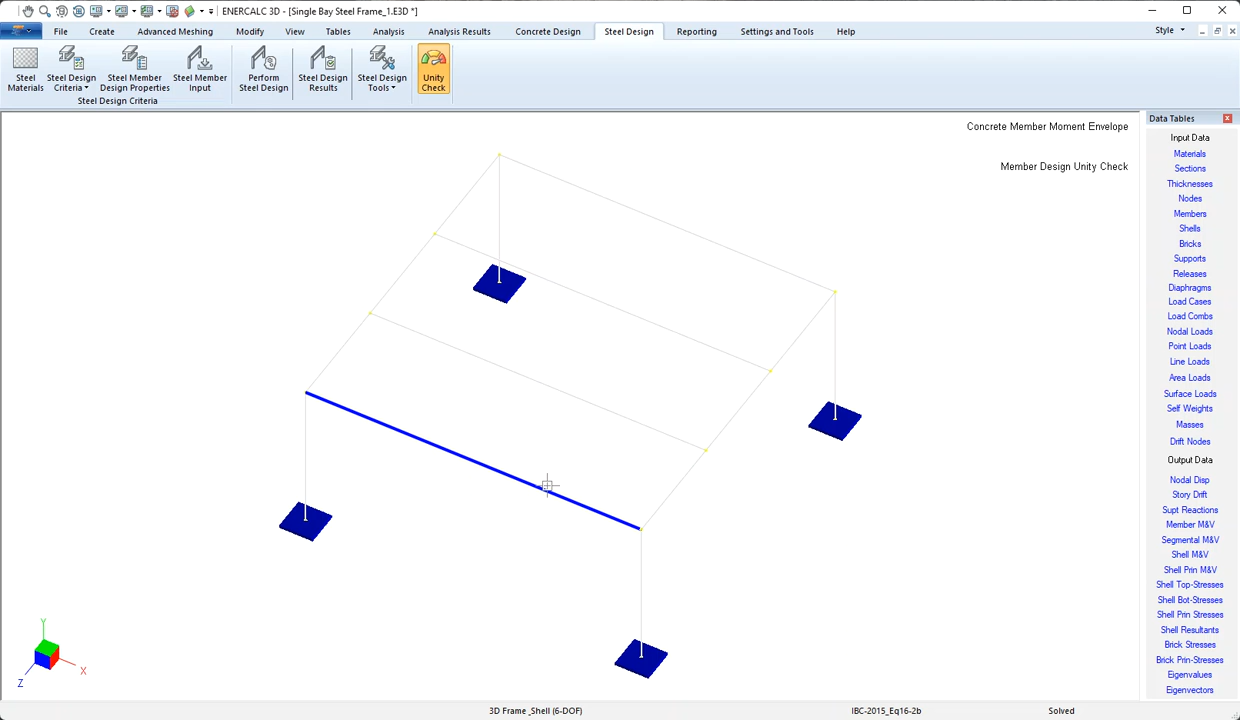 ENERCALC 3D - [Single Bay Steel Frame_1.E3D *]
File Create Advanced Meshing Modify View Tables Analysis Analysis Results Concrete Design Steel Design Reporting Settings and Tools Help Style
Steel Materials
Steel Design Criteria
Steel Member Design Properties
Steel Member Input
Perform Steel Design
Steel Design Results
Steel Design Tools
Unity Check
Steel Design Criteria
Concrete Member Moment Envelope
Member Design Unity Check
Data Tables
Input Data
Materials
Sections
Thicknesses
Nodes
Members
Shells
Bricks
Supports
Releases
Diaphragms
Load Cases
Load Combs
Nodal Loads
Point Loads
Line Loads
Area Loads
Surface Loads
Self Weights
Masses
Drift Nodes
Output Data
Nodal Disp
Story Drift
Supt Reactions
Member M&V
Segmental M&V
Shell M&V
Shell Prin M&V
Shell Top-Stresses
Shell Bot-Stresses
Shell Prin Stresses
Shell Resultants
Brick Stresses
Brick Prin-Stresses
Eigenvalues
Eigenvectors
Y
X
Z
3D Frame_Shell (6-DOF) IBC-2015_Eq16-2b Solved